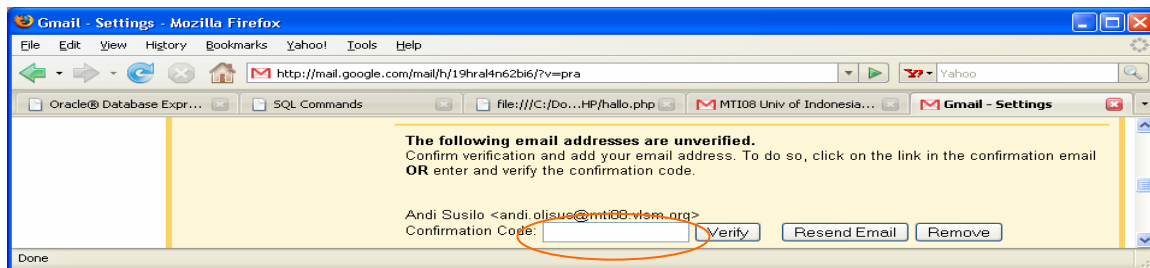 Gmail - Settings - Mozilla Firefox
File Edit View History Bookmarks Yahoo! Tools Help
http://mail.google.com/mail/h/19hral4n62bi6/?v=pra Yahoo
Oracle® Database Expr... SQL Commands file:///C:/Do...HP/hallo.php MTI08 Univ of Indonesia... Gmail - Settings
The following email addresses are unverified.
Confirm verification and add your email address. To do so, click on the link in the confirmation email
OR enter and verify the confirmation code.
Andi Susilo <andi.olisus@mti08.vlsm.org>
Confirmation Code: Verify Resend Email Remove
Done